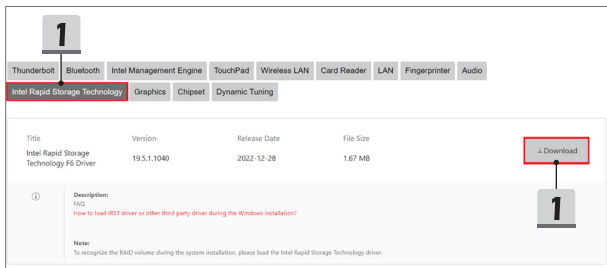 1
Thunderbolt Bluetooth Intel Management Engine TouchPad Wireless LAN Card Reader LAN Fingerprinter Audio
Intel Rapid Storage Technology Graphics Chipset Dynamic Tuning
Title Version Release Date File Size
Intel Rapid Storage
Technology F6 Driver 19.5.1.1040 2022-12-28 1.67 MB Download
Description:
FAQ
How to load IRST driver or other third party driver during the Windows installation?
1
Note:
To recognize the RAID volume during the system installation, please load the Intel Rapid Storage Technology driver.